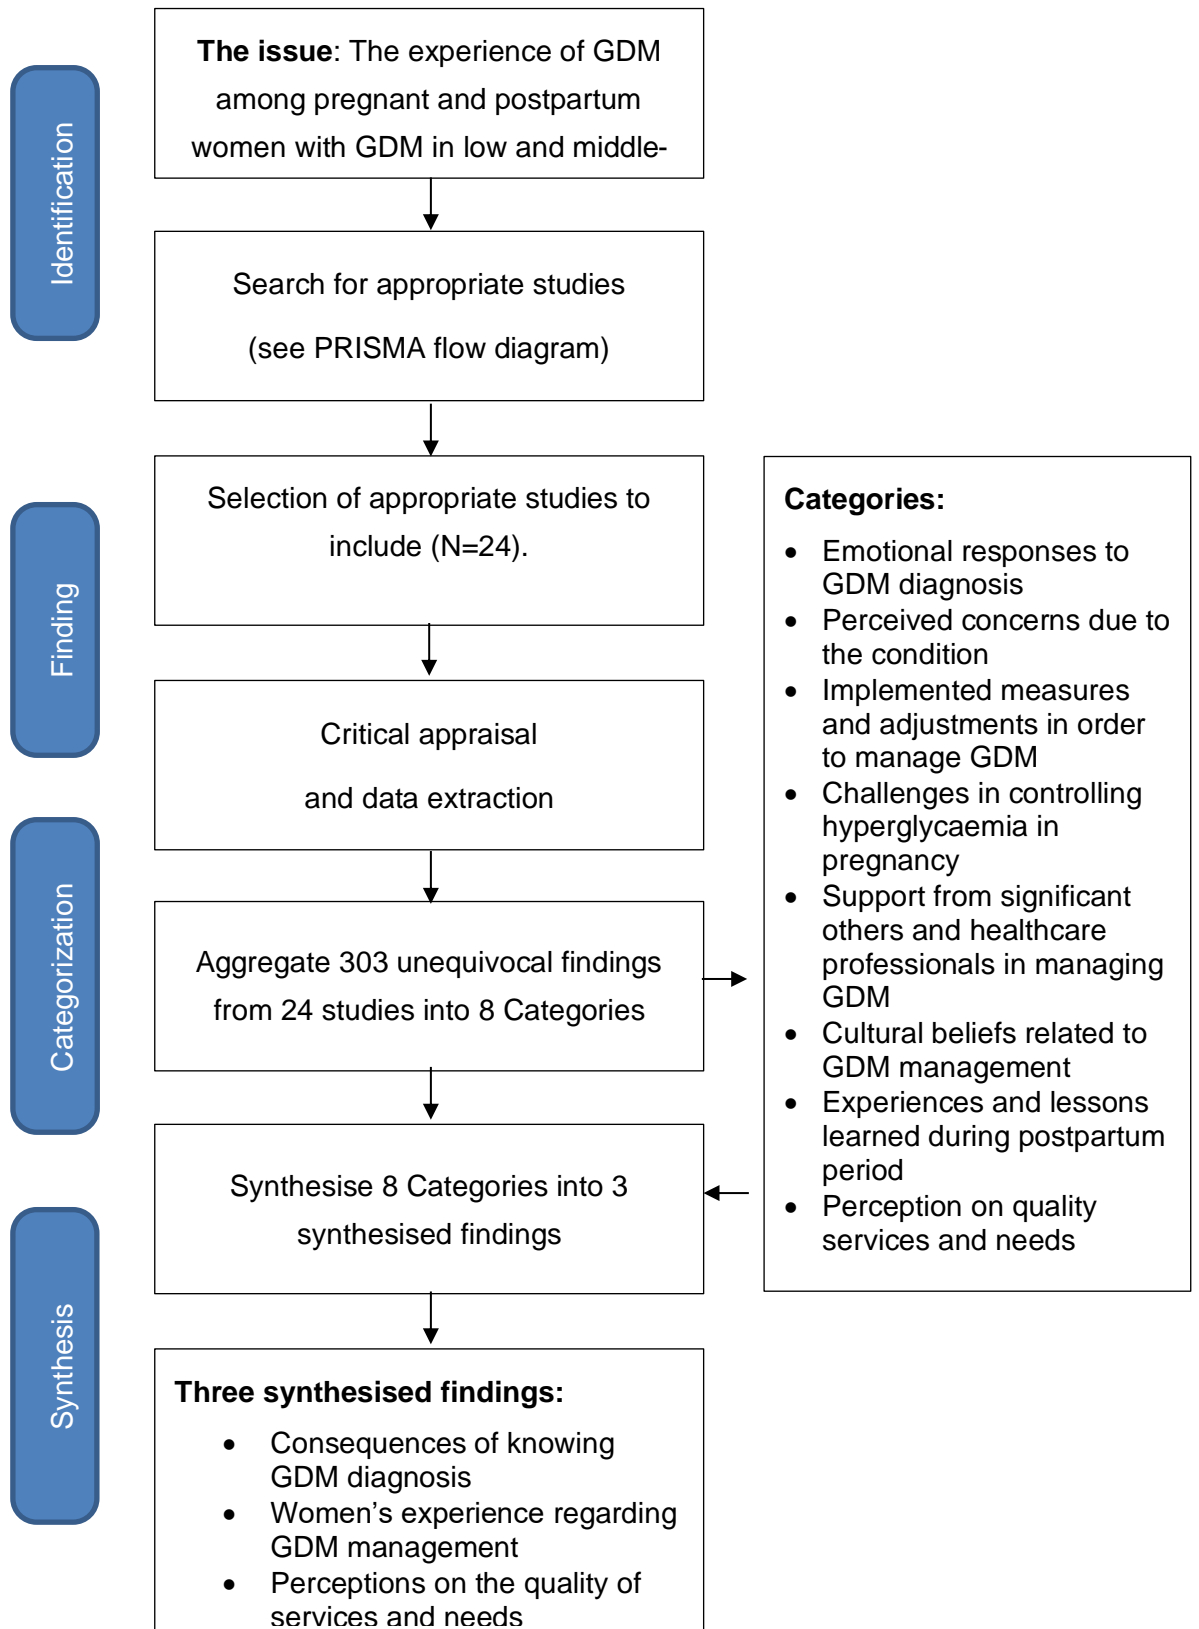 Identification
The issue: The experience of GDM
among pregnant and postpartum
women with GDM in low and middle-
Search for appropriate studies
(see PRISMA flow diagram)
Finding
Selection of appropriate studies to
include (N=24).
Critical appraisal
and data extraction
Categorization
Aggregate 303 unequivocal findings
from 24 studies into 8 Categories
Categories:
• Emotional responses to
GDM diagnosis
• Perceived concerns due to
the condition
• Implemented measures
and adjustments in order
to manage GDM
• Challenges in controlling
hyperglycaemia in
pregnancy
• Support from significant
others and healthcare
professionals in managing
GDM
• Cultural beliefs related to
GDM management
• Experiences and lessons
learned during postpartum
period
• Perception on quality
services and needs
Synthesis
Synthesise 8 Categories into 3
synthesised findings
Three synthesised findings:
• Consequences of knowing
GDM diagnosis
• Women’s experience regarding
GDM management
• Perceptions on the quality of
services and needs